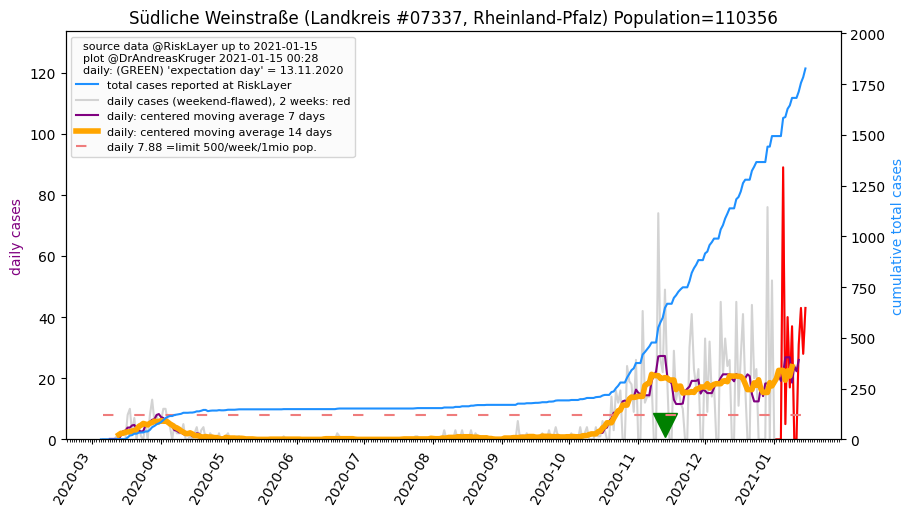 Südliche Weinstraße (Landkreis #07337, Rheinland-Pfalz) Population=110356
source data @RiskLayer up to 2021-01-15
plot @DrAndreasKruger 2021-01-15 00:28
daily: (GREEN) 'expectation day' = 13.11.2020
total cases reported at RiskLayer
daily cases (weekend-flawed), 2 weeks: red
daily: centered moving average 7 days
daily: centered moving average 14 days
daily 7.88 =limit 500/week/1mio pop.
daily cases
120
100
80
60
40
20
0
cumulative total cases
2000
1750
1500
1250
1000
750
500
250
0
2020-03
2020-04
2020-05
2020-06
2020-07
2020-08
2020-09
2020-10
2020-11
2020-12
2021-01